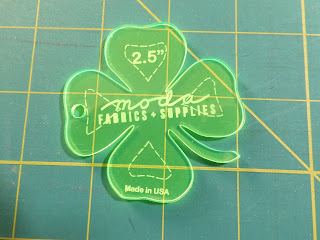 2.5"
moda
FABRICS + SUPPLIES
Made in USA